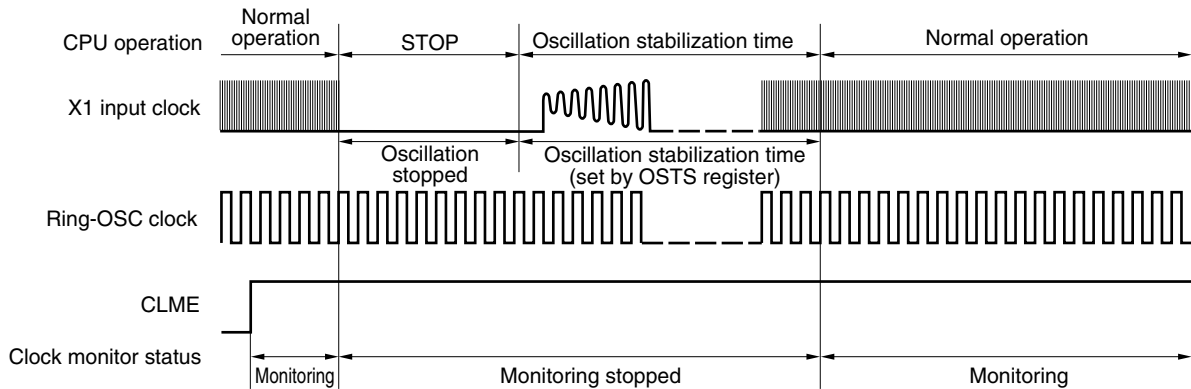 Normal
operation
CPU operation
STOP
Oscillation stabilization time
Normal operation
X1 input clock
Oscillation
stopped
Oscillation stabilization time
(set by OSTS register)
Ring-OSC clock
CLME
Clock monitor status
Monitoring
Monitoring stopped
Monitoring